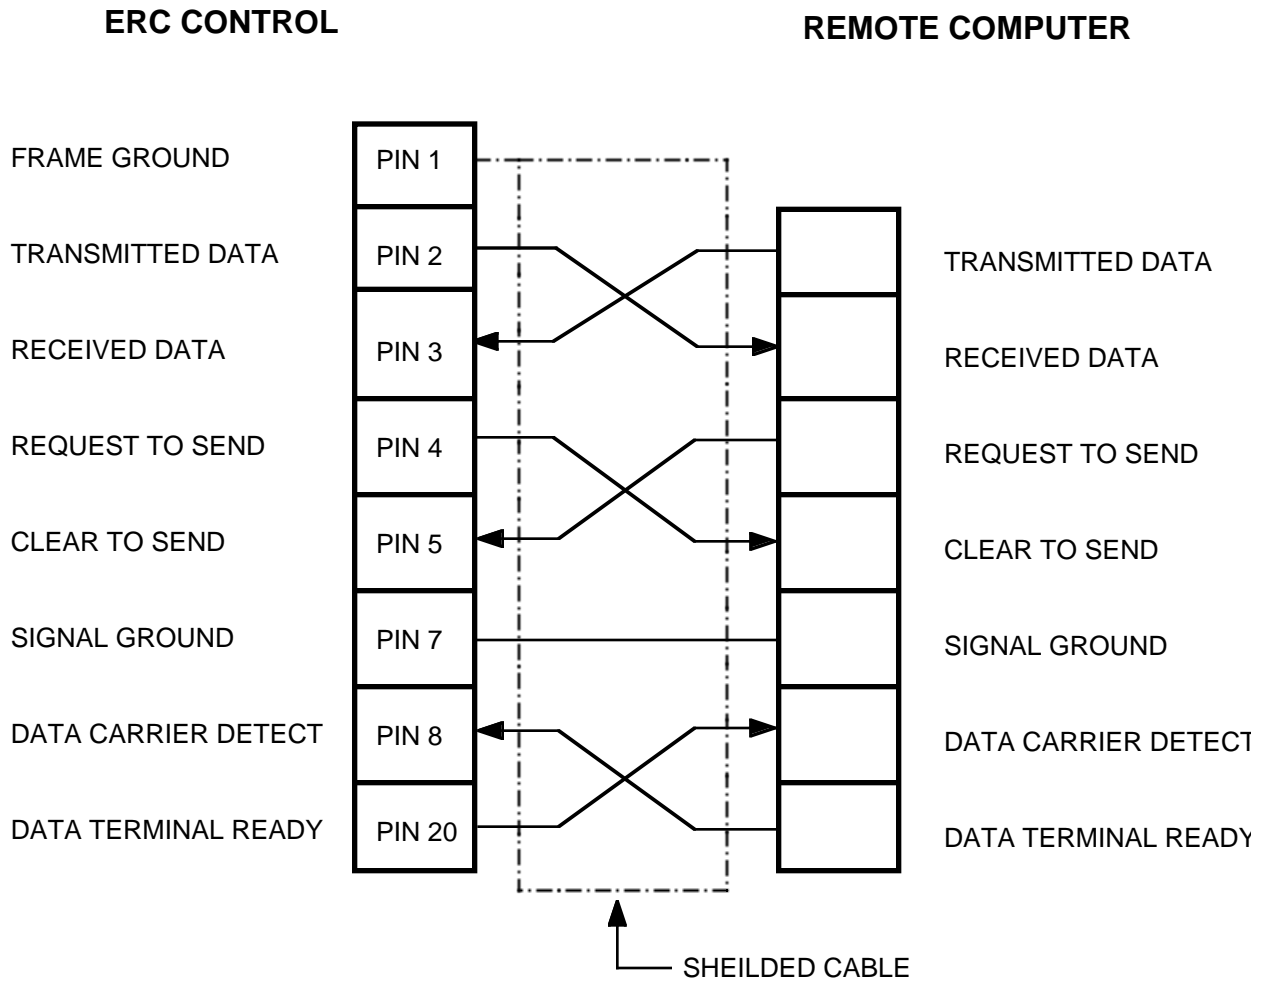 ERC CONTROL
REMOTE COMPUTER
FRAME GROUND PIN 1
TRANSMITTED DATA PIN 2 TRANSMITTED DATA
RECEIVED DATA PIN 3 RECEIVED DATA
REQUEST TO SEND PIN 4 REQUEST TO SEND
CLEAR TO SEND PIN 5 CLEAR TO SEND
SIGNAL GROUND PIN 7 SIGNAL GROUND
DATA CARRIER DETECT PIN 8 DATA CARRIER DETECT
DATA TERMINAL READY PIN 20 DATA TERMINAL READY
SHEILDED CABLE